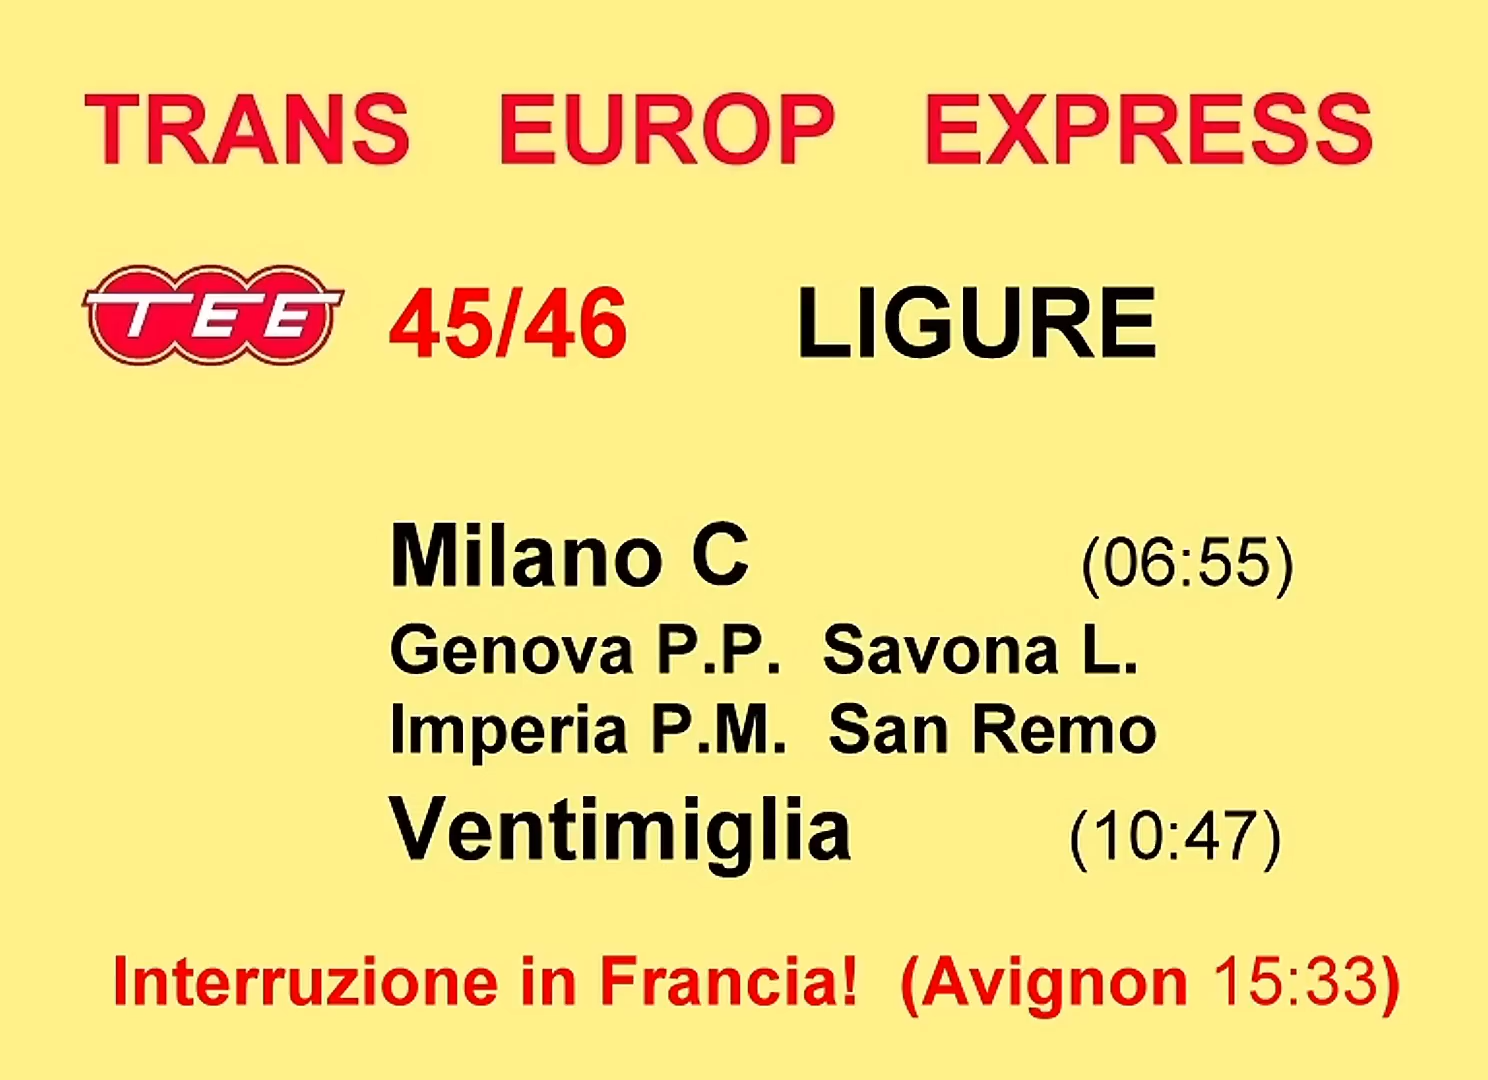 TRANS EUROP EXPRESS
TEE 45/46 LIGURE
Milano C (06:55)
Genova P.P. Savona L.
Imperia P.M. San Remo
Ventimiglia (10:47)
Interruzione in Francia! (Avignon 15:33)